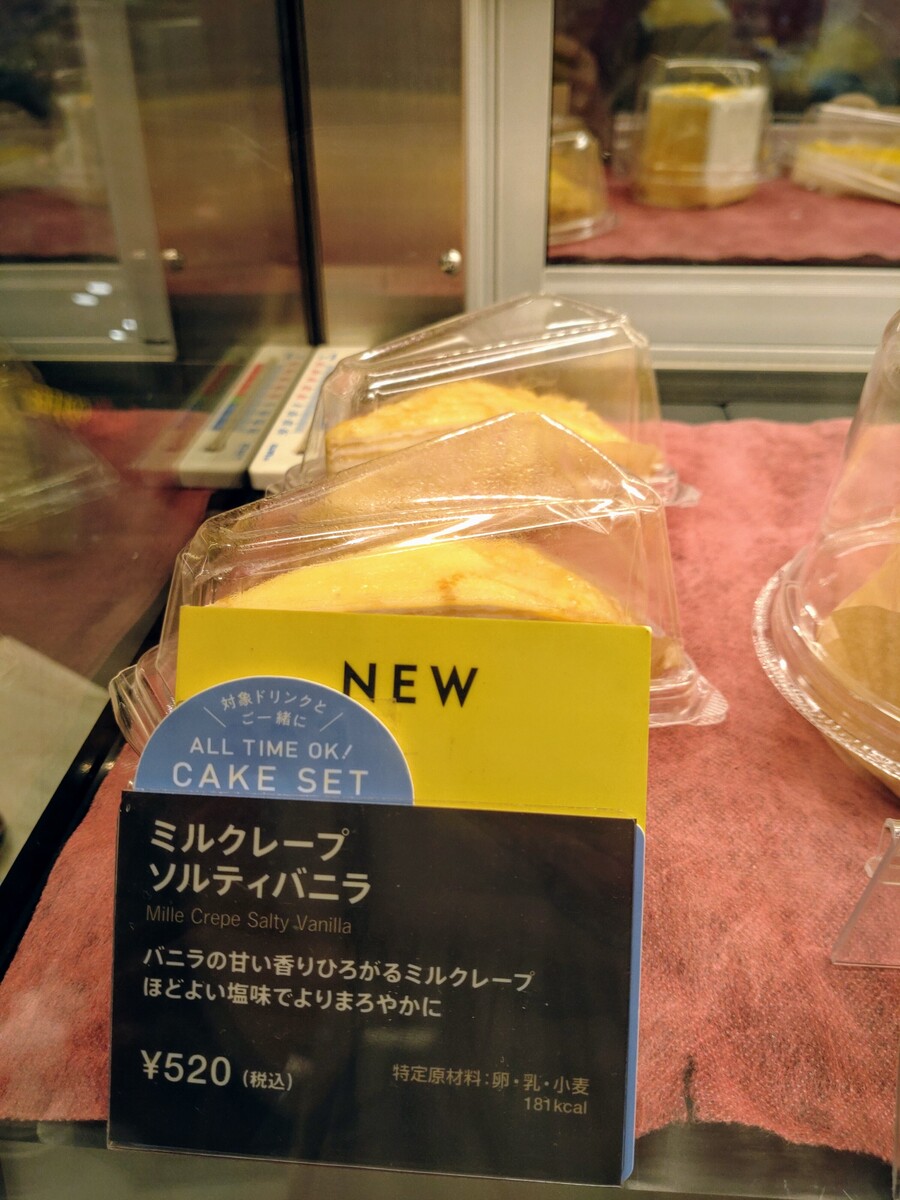 NEW
対象ドリンクと
ご一緒に
ALL TIME OK!
CAKE SET
ミルクレープ
ソルティバニラ
Mille Crepe Salty Vanilla
バニラの甘い香りひろがるミルクレープ
ほどよい塩味でよりまろやかに
¥520 (税込)
特定原材料:卵・乳・小麦
181kcal